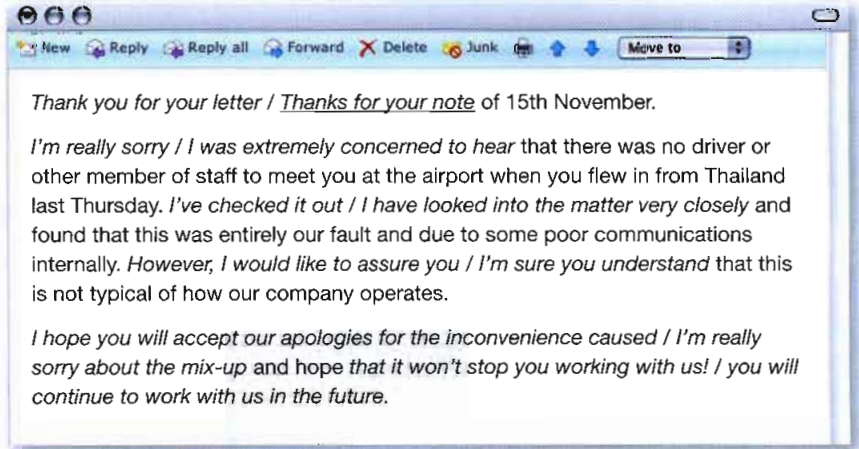 New Reply Reply all Forward Delete Junk Move to
Thank you for your letter / Thanks for your note of 15th November.
I'm really sorry / I was extremely concerned to hear that there was no driver or
other member of staff to meet you at the airport when you flew in from Thailand
last Thursday. I've checked it out / I have looked into the matter very closely and
found that this was entirely our fault and due to some poor communications
internally. However, I would like to assure you / I'm sure you understand that this
is not typical of how our company operates.
I hope you will accept our apologies for the inconvenience caused / I'm really
sorry about the mix-up and hope that it won't stop you working with us! / you will
continue to work with us in the future.